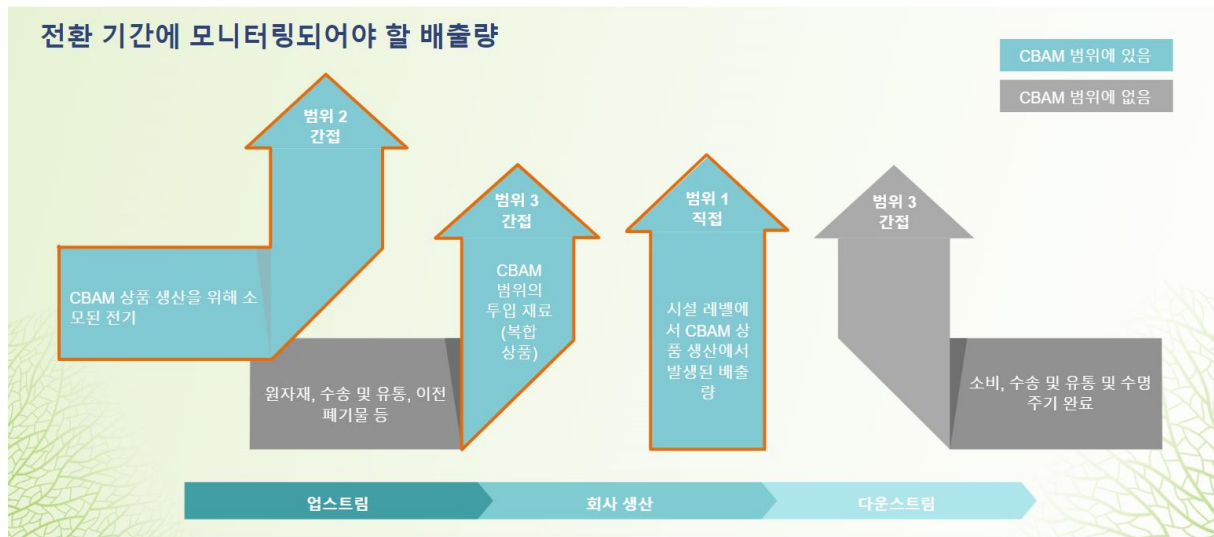 전환 기간에 모니터링되어야 할 배출량
CBAM 범위에 있음
CBAM 범위에 없음
범위 2
간접
CBAM 상품 생산을 위해 소
모된 전기
범위 3
간접
CBAM
범위의
투입 재료
(복합
상품)
원자재, 수송 및 유통, 이전
폐기물 등
범위 1
직접
시설 레벨에
서 CBAM 상
품 생산에서
발생된 배출
량
범위 3
간접
소비, 수송 및 유통 및 수명
주기 완료
업스트림
회사 생산
다운스트림